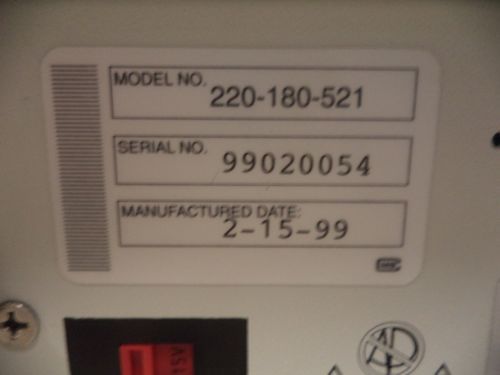 MODEL NO.
220-180-521
SERIAL NO.
99020054
MANUFACTURED DATE:
2-15-99